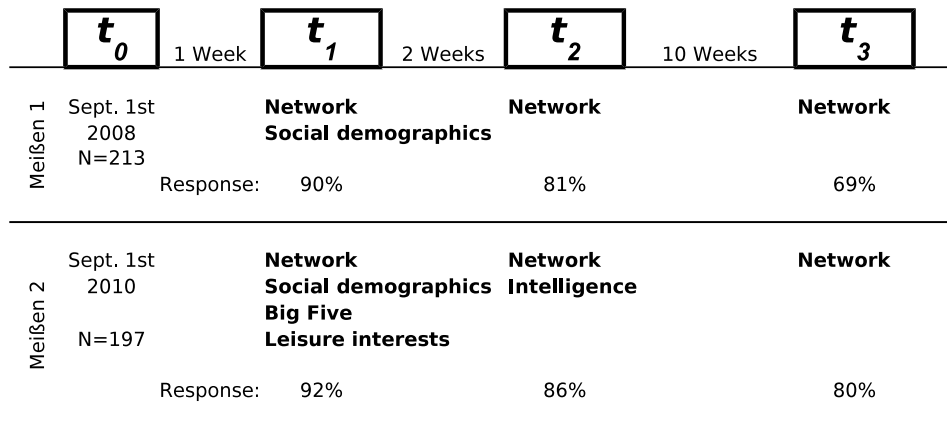 t0 1 Week t1 2 Weeks t2 10 Weeks t3
Meißen 1
Sept. 1st Network Network Network
2008 Social demographics
N=213
Response: 90% 81% 69%
Meißen 2
Sept. 1st Network Network Network
2010 Social demographics Intelligence
Big Five
N=197 Leisure interests
Response: 92% 86% 80%